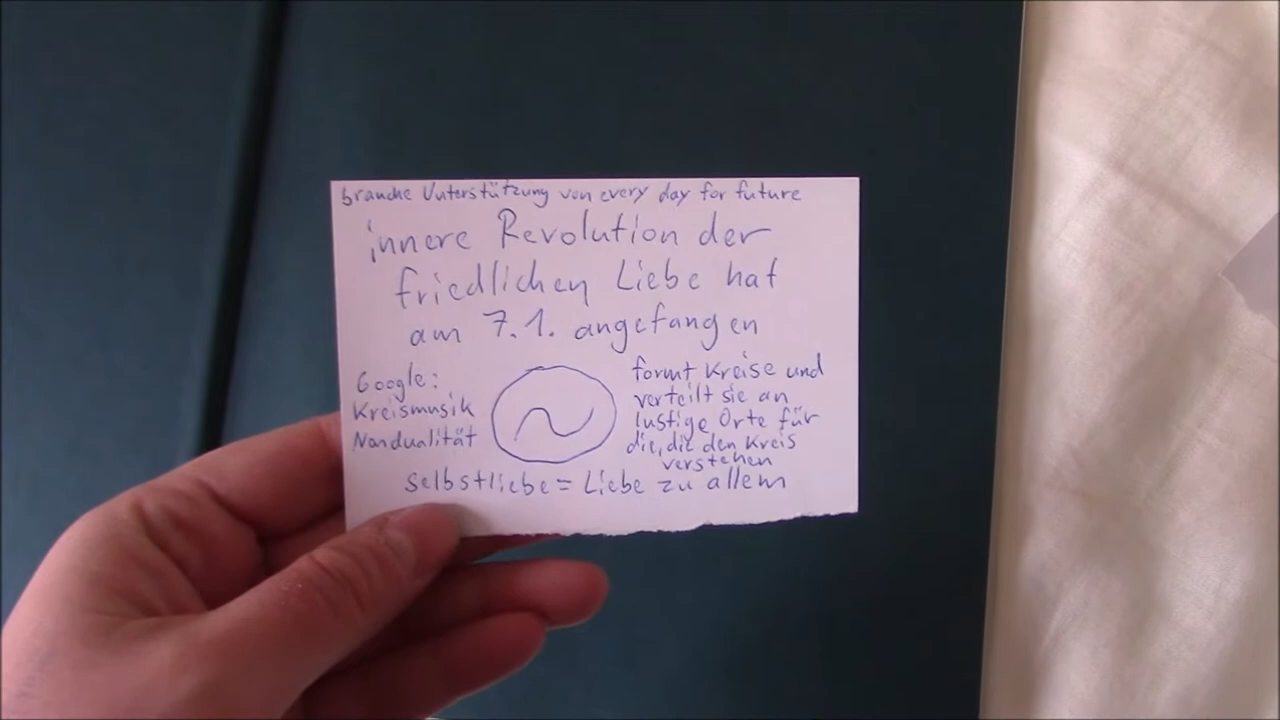 brauche Unterstützung von every day for future
innere Revolution der
friedlichen Liebe hat
am 7.1. angefangen
Google:
Kreismusik
Nondualität
formt Kreise und
verteilt sie an
lustige Orte für
die, die den Kreis
verstehen
selbstliebe = Liebe zu allem